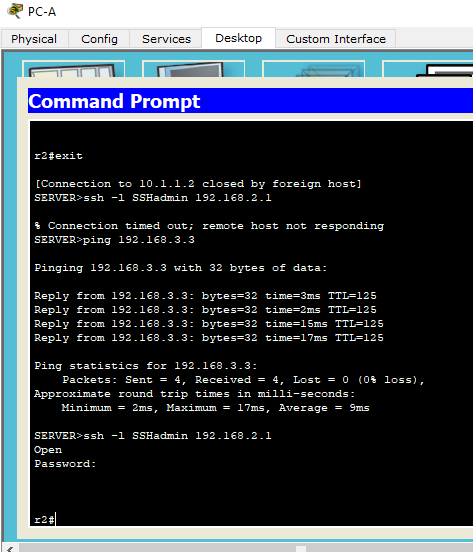 PC-A
Physical Config Services Desktop Custom Interface
Command Prompt
r2#exit
[Connection to 10.1.1.2 closed by foreign host]
SERVER>ssh -l SSHadmin 192.168.2.1
% Connection timed out; remote host not responding
SERVER>ping 192.168.3.3
Pinging 192.168.3.3 with 32 bytes of data:
Reply from 192.168.3.3: bytes=32 time=3ms TTL=125
Reply from 192.168.3.3: bytes=32 time=2ms TTL=125
Reply from 192.168.3.3: bytes=32 time=15ms TTL=125
Reply from 192.168.3.3: bytes=32 time=17ms TTL=125
Ping statistics for 192.168.3.3:
Packets: Sent = 4, Received = 4, Lost = 0 (0% loss),
Approximate round trip times in milli-seconds:
Minimum = 2ms, Maximum = 17ms, Average = 9ms
SERVER>ssh -l SSHadmin 192.168.2.1
Open
Password:
r2#